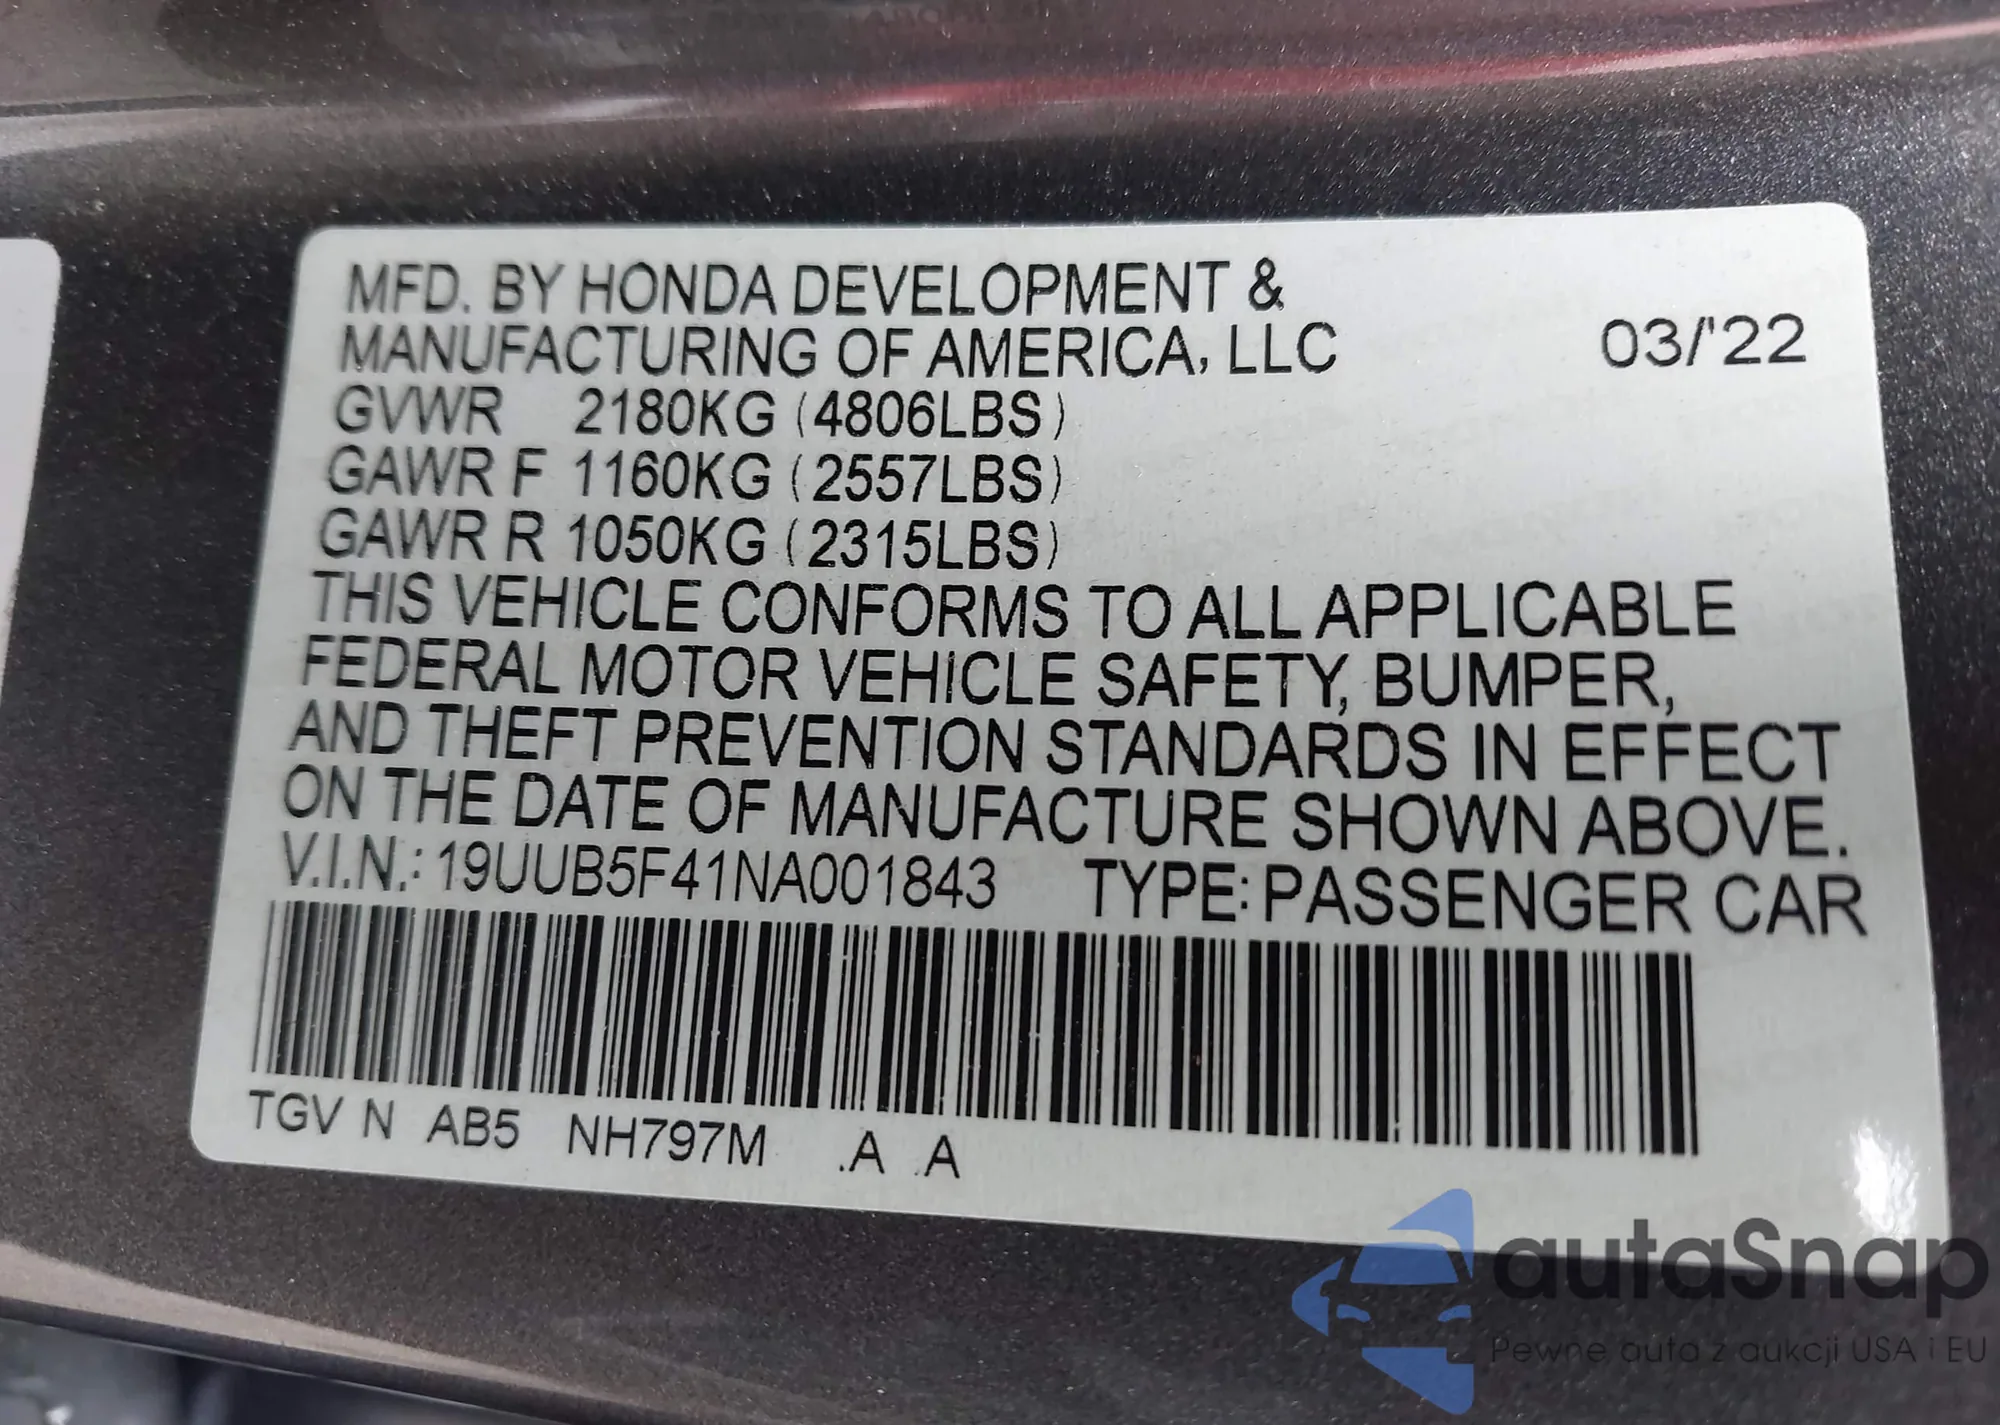 MFD. BY HONDA DEVELOPMENT &
MANUFACTURING OF AMERICA, LLC 03/'22
GVWR 2180KG (4806LBS)
GAWR F 1160KG (2557LBS)
GAWR R 1050KG (2315LBS)
THIS VEHICLE CONFORMS TO ALL APPLICABLE
FEDERAL MOTOR VEHICLE SAFETY, BUMPER,
AND THEFT PREVENTION STANDARDS IN EFFECT
ON THE DATE OF MANUFACTURE SHOWN ABOVE.
V.I.N.: 19UUB5F41NA001843 TYPE: PASSENGER CAR
TGV N AB5 NH797M .A .A
autaSnap
Pewne auta z aukcji USA i EU